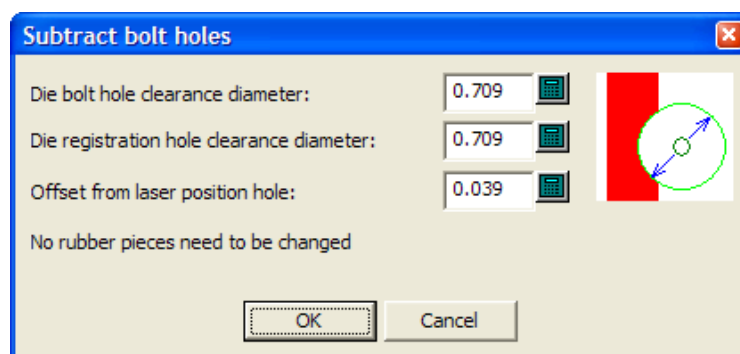 Subtract bolt holes
Die bolt hole clearance diameter: 0.709
Die registration hole clearance diameter: 0.709
Offset from laser position hole: 0.039
No rubber pieces need to be changed
OK Cancel